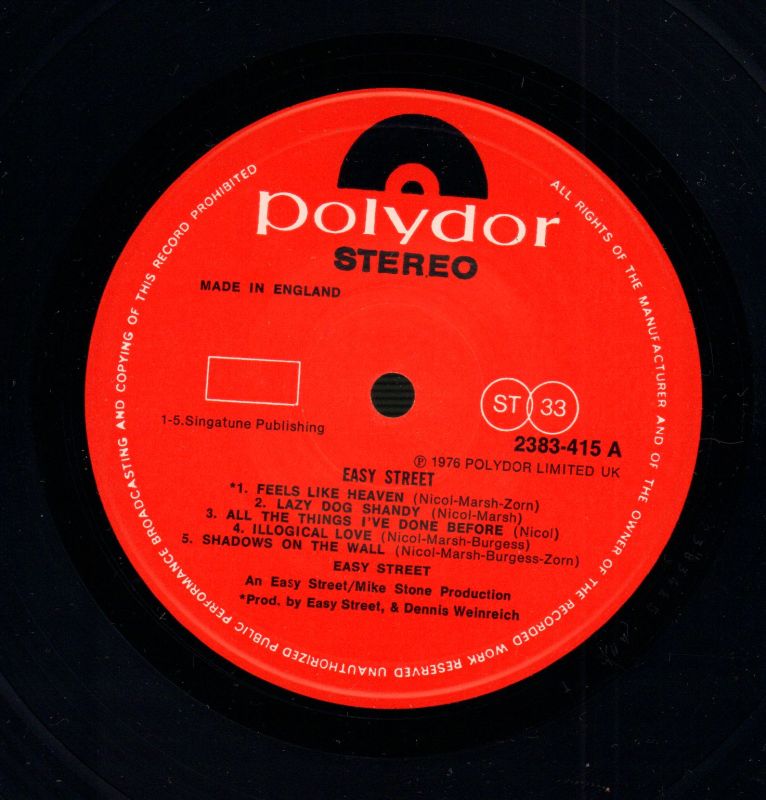 polydor
STEREO
MADE IN ENGLAND
ST 33
1-5.Singatune Publishing
2383-415 A
℗ 1976 POLYDOR LIMITED UK
EASY STREET
*1. FEELS LIKE HEAVEN (Nicol-Marsh-Zorn)
2. LAZY DOG SHANDY (Nicol-Marsh)
3. ALL THE THINGS I'VE DONE BEFORE (Nicol)
4. ILLOGICAL LOVE (Nicol-Marsh-Burgess)
5. SHADOWS ON THE WALL (Nicol-Marsh-Burgess-Zorn)
EASY STREET
An Easy Street/Mike Stone Production
*Prod. by Easy Street, & Dennis Weinreich
ALL RIGHTS OF THE MANUFACTURER AND OF THE OWNER OF THE RECORDED WORK RESERVED UNAUTHORIZED PUBLIC PERFORMANCE BROADCASTING AND COPYING OF THIS RECORD PROHIBITED